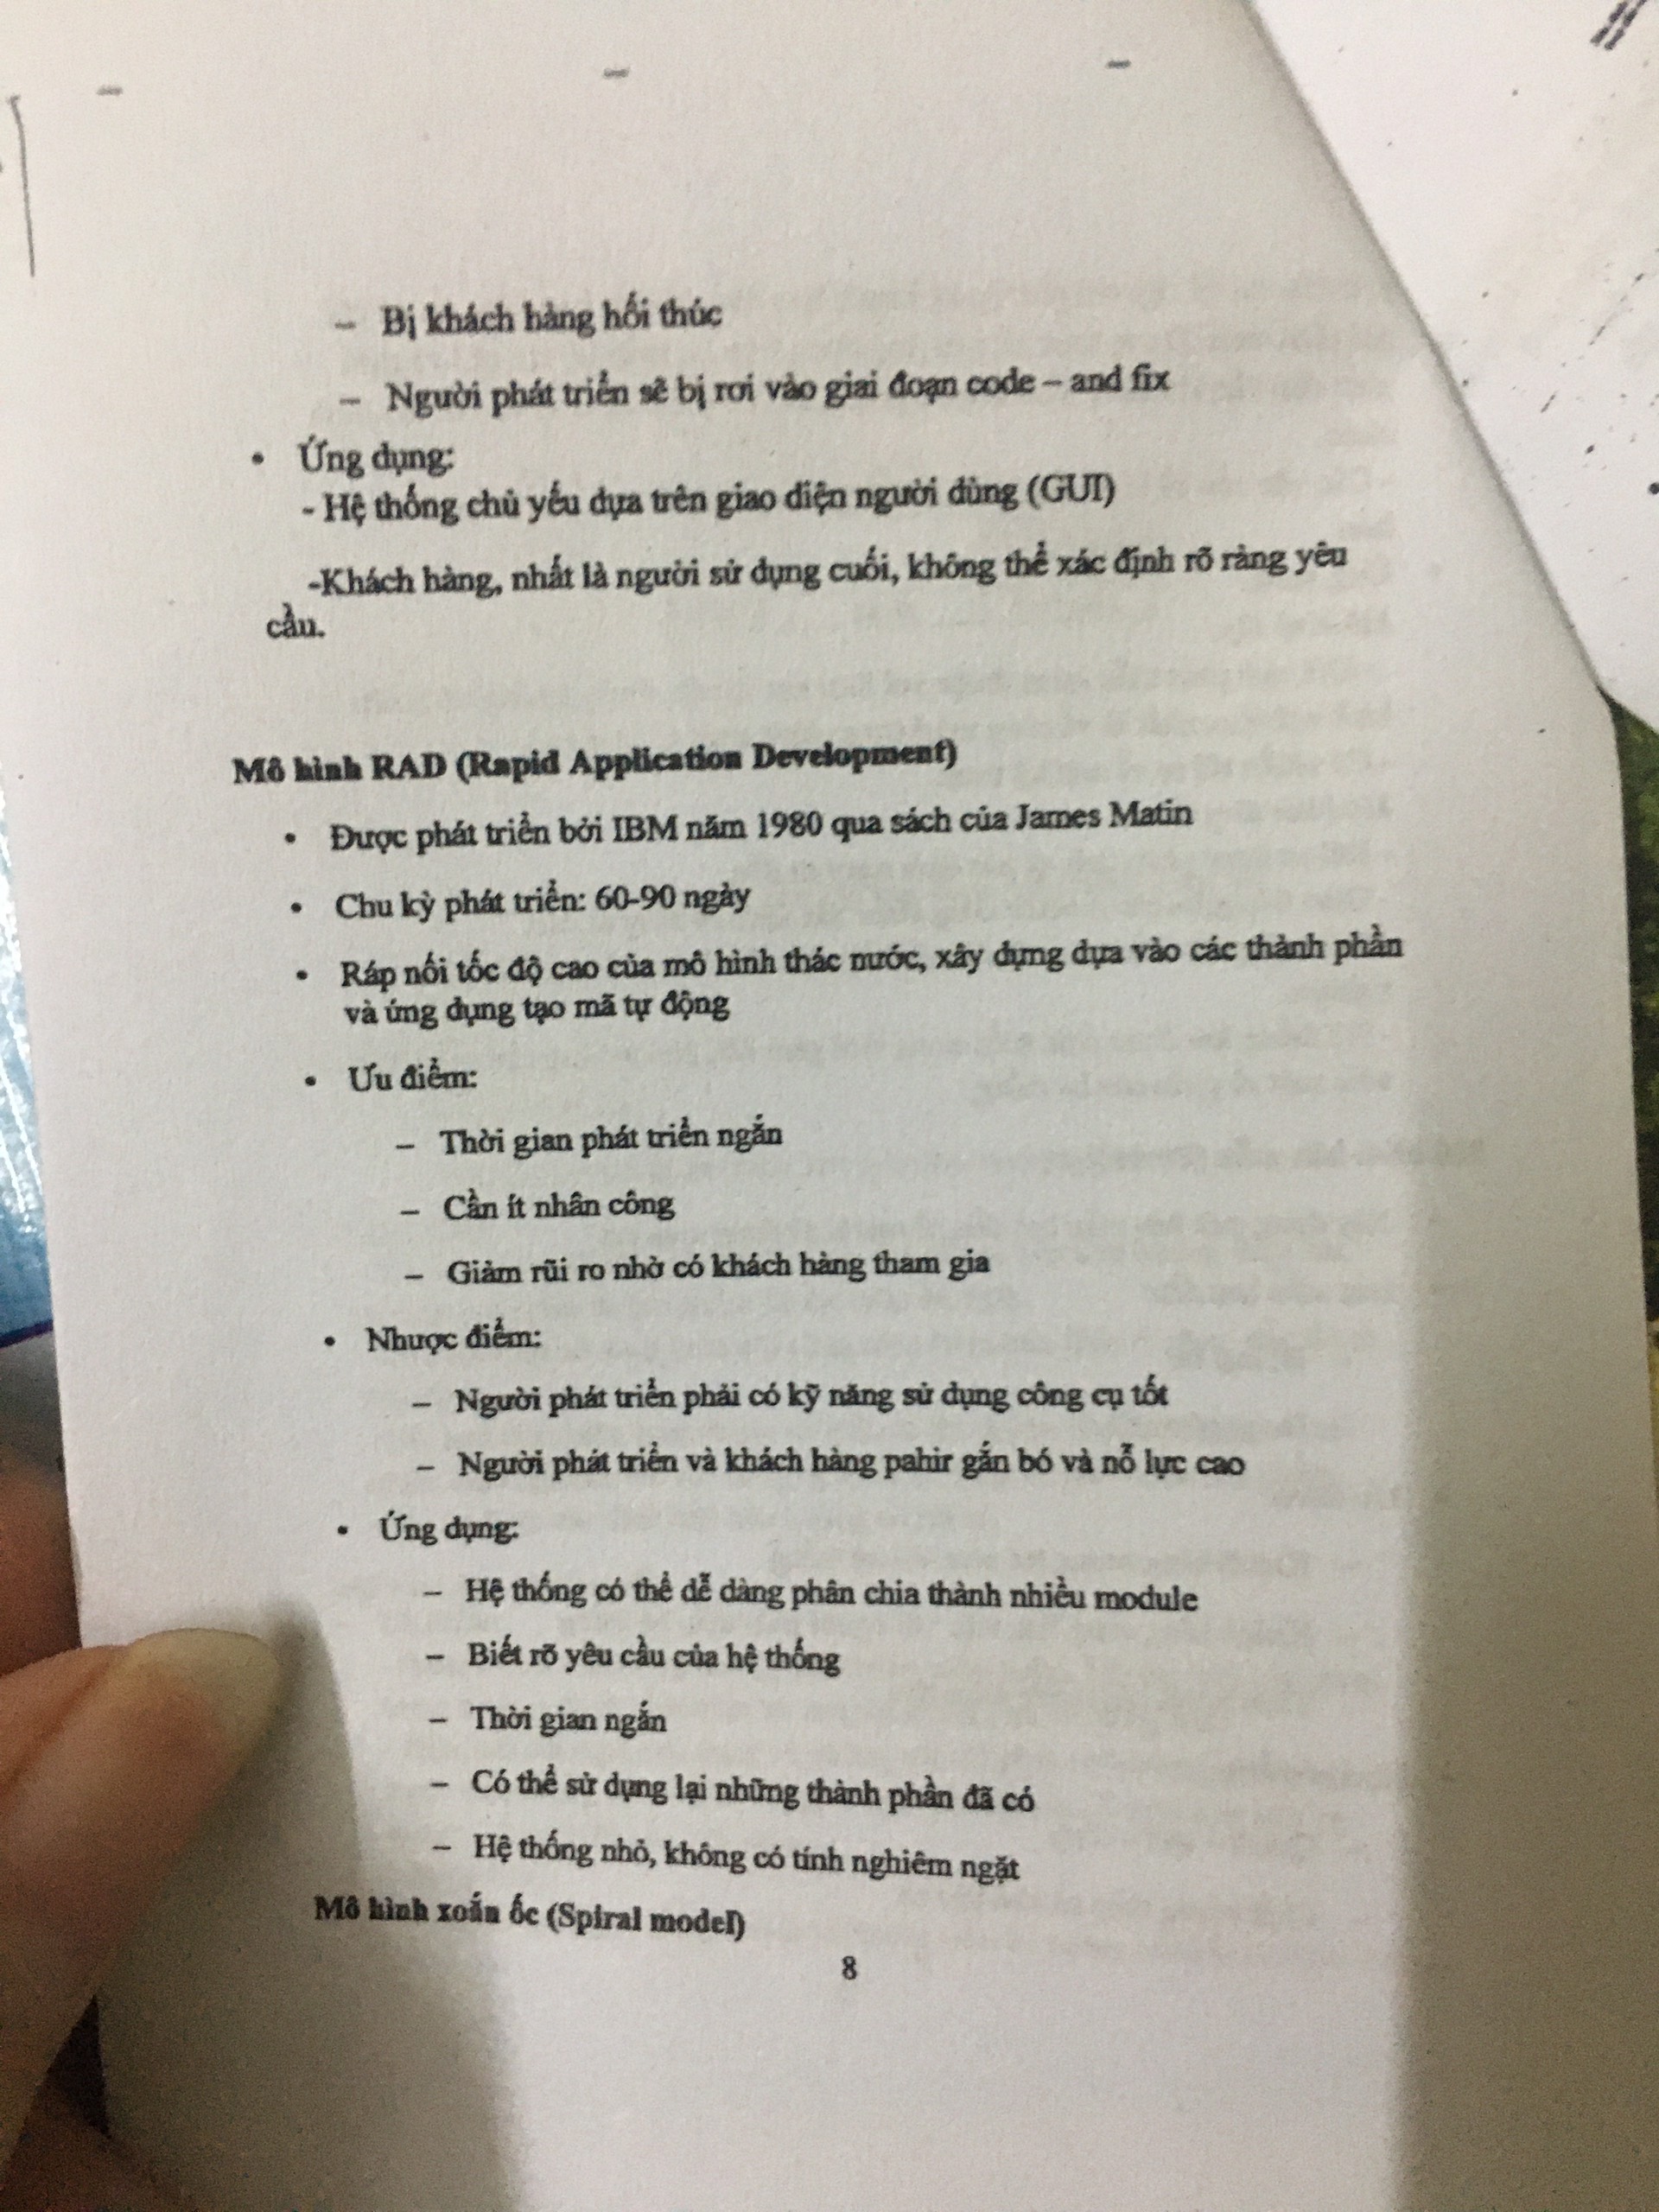 – Bị khách hàng hối thúc
– Người phát triển sẽ bị rơi vào giai đoạn code – and fix
• Ứng dụng:
- Hệ thống chủ yếu dựa trên giao diện người dùng (GUI)
-Khách hàng, nhất là người sử dụng cuối, không thể xác định rõ ràng yêu
cầu.
Mô hình RAD (Rapid Application Development)
• Được phát triển bởi IBM năm 1980 qua sách của James Matin
• Chu kỳ phát triển: 60-90 ngày
• Ráp nối tốc độ cao của mô hình thác nước, xây dựng dựa vào các thành phần
và ứng dụng tạo mã tự động
• Ưu điểm:
– Thời gian phát triển ngắn
– Cần ít nhân công
– Giảm rũi ro nhờ có khách hàng tham gia
• Nhược điểm:
– Người phát triển phải có kỹ năng sử dụng công cụ tốt
– Người phát triển và khách hàng pahir gắn bó và nỗ lực cao
• Ứng dụng:
– Hệ thống có thể dễ dàng phân chia thành nhiều module
– Biết rõ yêu cầu của hệ thống
– Thời gian ngắn
– Có thể sử dụng lại những thành phần đã có
– Hệ thống nhỏ, không có tính nghiêm ngặt
Mô hình xoắn ốc (Spiral model)
8